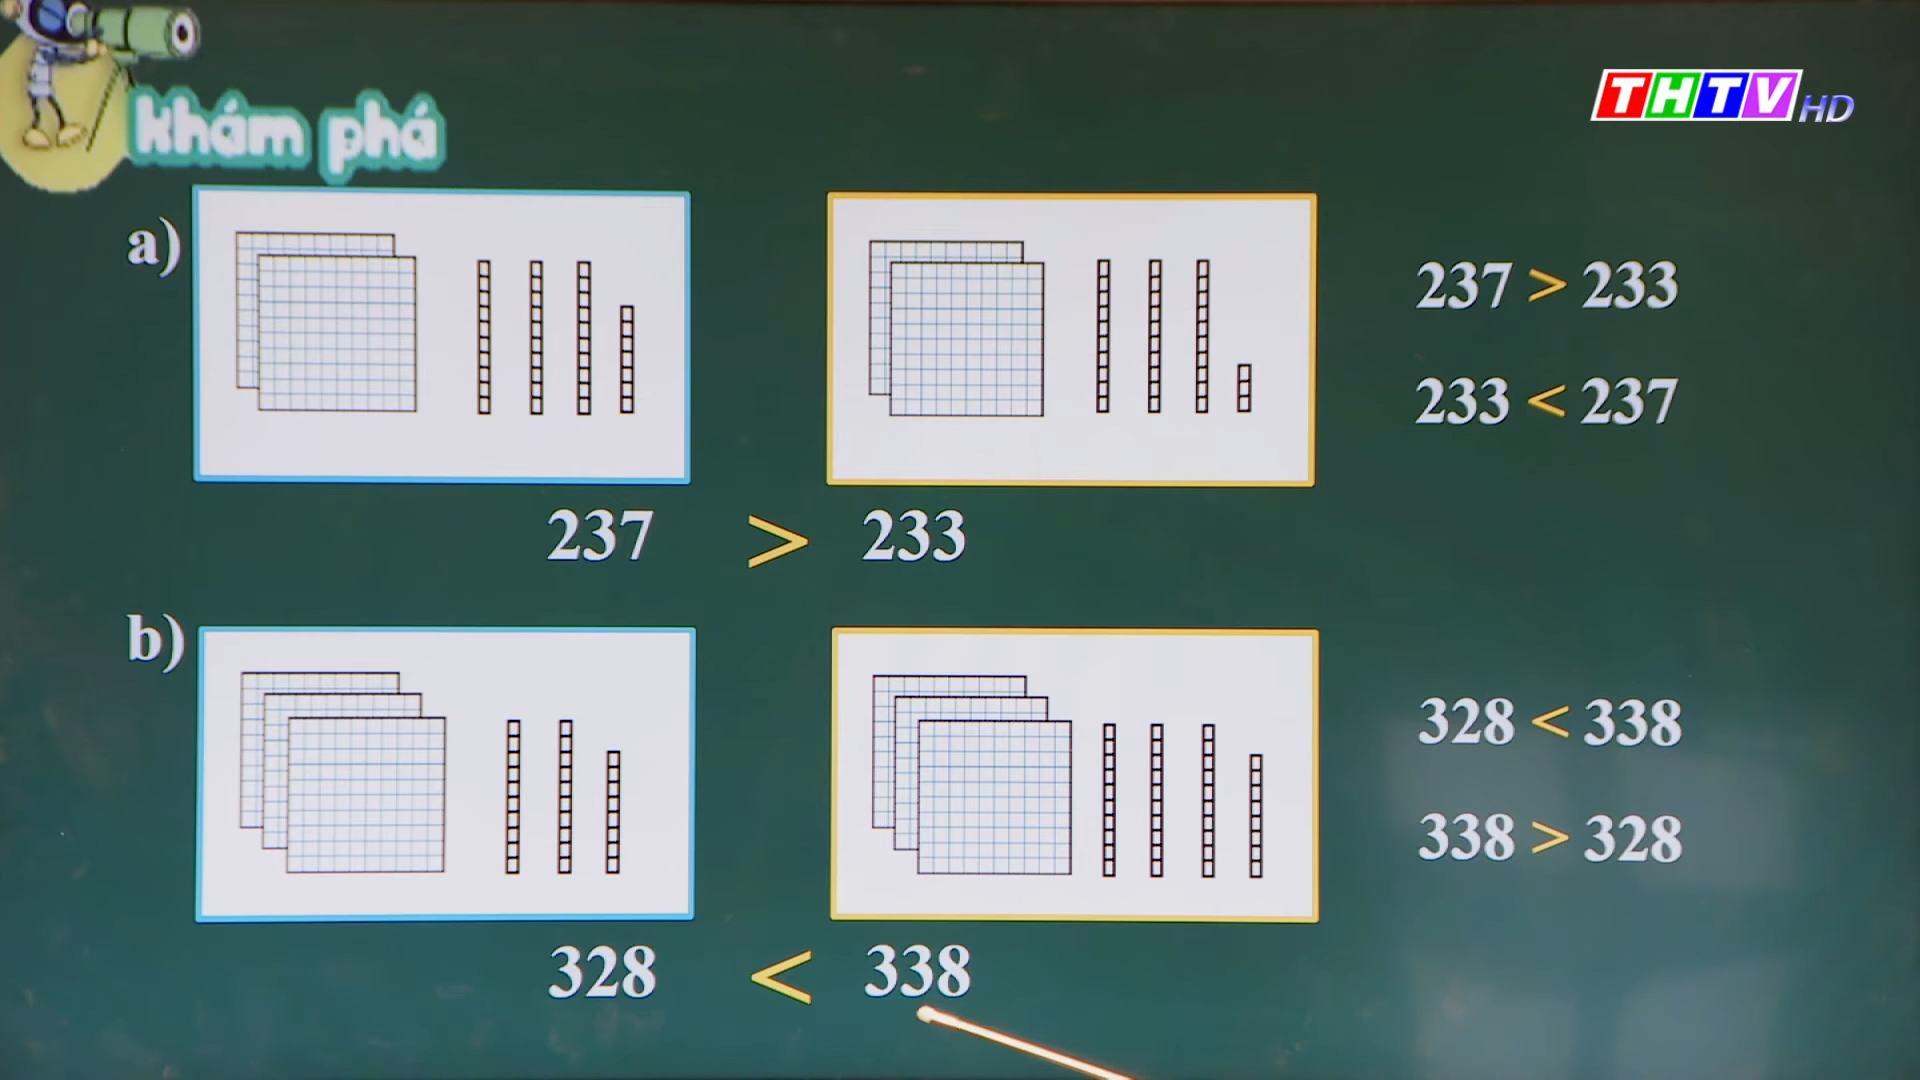 khám phá
THTV HD
a)
237 > 233
233 < 237
237 > 233
b)
328 < 338
338 > 328
328 < 338